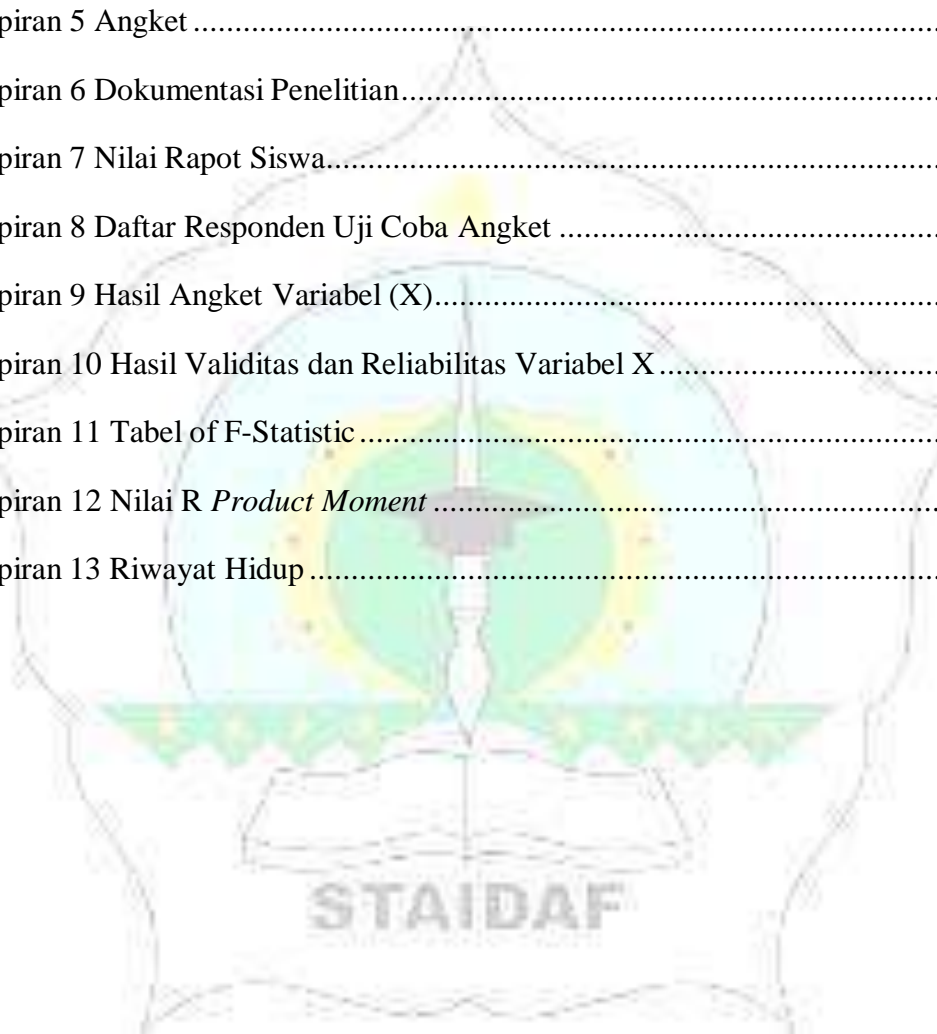 piran 5 Angket ................................................................................................
piran 6 Dokumentasi Penelitian....................................................................
piran 7 Nilai Rapot Siswa..............................................................................
piran 8 Daftar Responden Uji Coba Angket ................................................
piran 9 Hasil Angket Variabel (X)................................................................
piran 10 Hasil Validitas dan Reliabilitas Variabel X...................................
piran 11 Tabel of F-Statistic.........................................................................
piran 12 Nilai R Product Moment ................................................................
piran 13 Riwayat Hidup................................................................................
STAIDAF